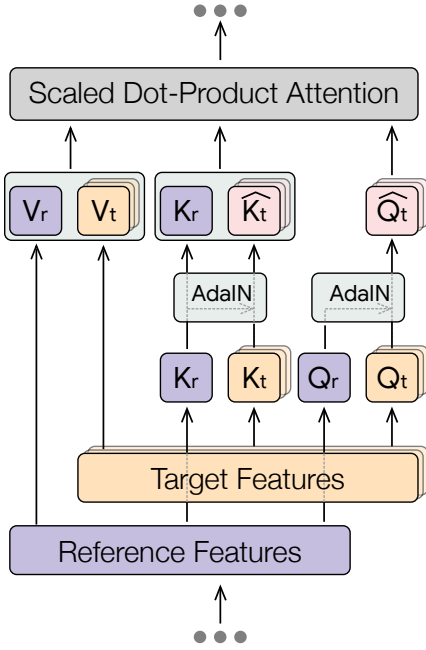 Scaled Dot-Product Attention
Vr Vt Kr K̂t Q̂t
AdaIN AdaIN
Kr Kt Qr Qt
Target Features
Reference Features